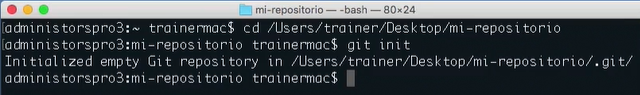 mi-repositorio — -bash — 80×24
[administorspro3:~ trainermac$ cd /Users/trainer/Desktop/mi-repositorio
[administorspro3:mi-repositorio trainermac$ git init
Initialized empty Git repository in /Users/trainer/Desktop/mi-repositorio/.git/
administorspro3:mi-repositorio trainermac$